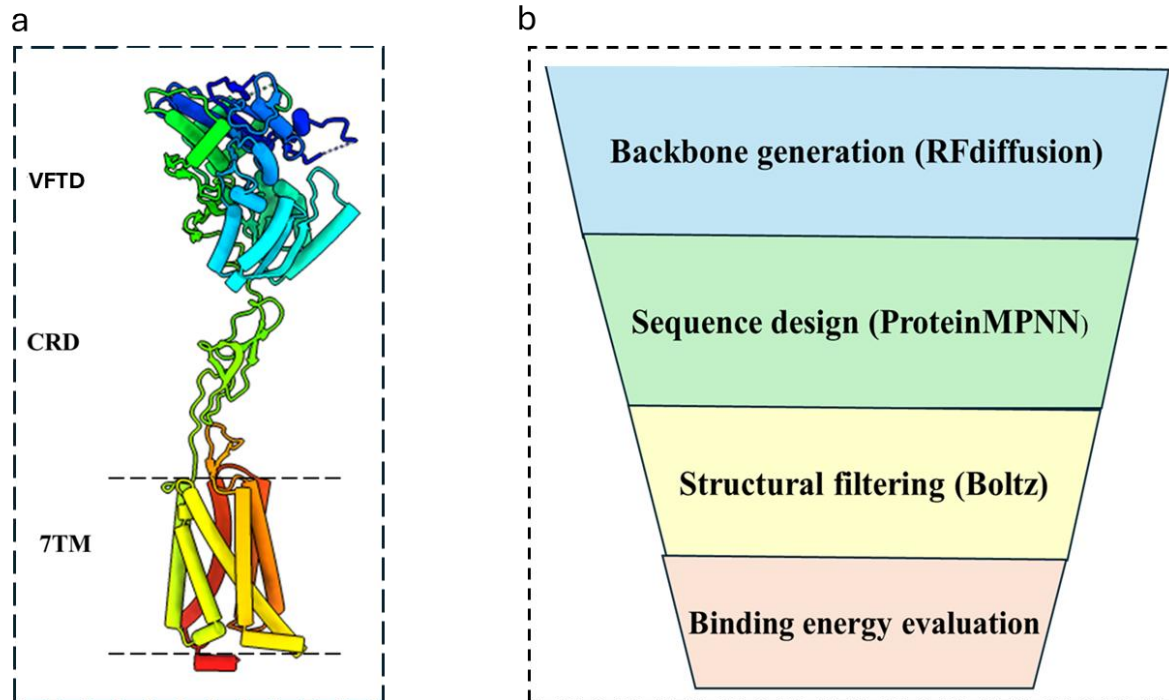 a
VFTD
CRD
7TM
b
Backbone generation (RFdiffusion)
Sequence design (ProteinMPNN)
Structural filtering (Boltz)
Binding energy evaluation